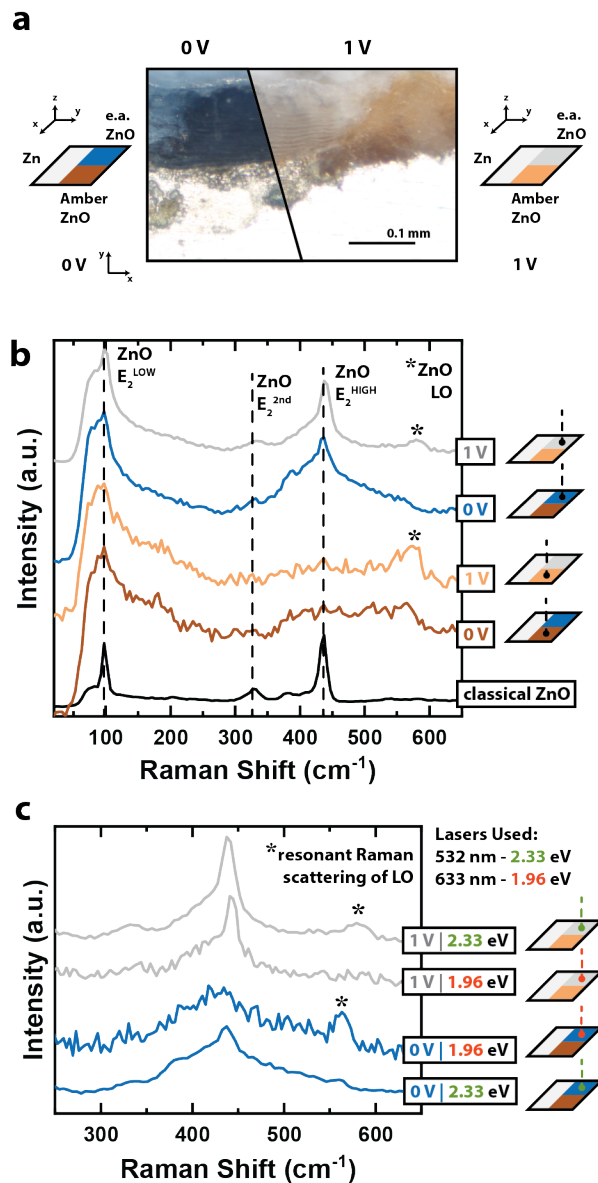 a
0 V
1 V
z
y
x
e.a.
ZnO
Zn
Amber
ZnO
0 V
y
x
0.1 mm
z
y
x
e.a.
ZnO
Zn
Amber
ZnO
1 V
b
ZnO
E₂ᴸᴼᵂ
ZnO
E₂²ⁿᵈ
ZnO
E₂ᴴᴵᴳᴴ
*ZnO
LO
*
1 V
0 V
*
1 V
0 V
classical ZnO
Intensity (a.u.)
100 200 300 400 500 600
Raman Shift (cm⁻¹)
c
*resonant Raman
scattering of LO
Lasers Used:
532 nm - 2.33 eV
633 nm - 1.96 eV
*
1 V | 2.33 eV
1 V | 1.96 eV
*
0 V | 1.96 eV
0 V | 2.33 eV
Intensity (a.u.)
300 400 500 600
Raman Shift (cm⁻¹)